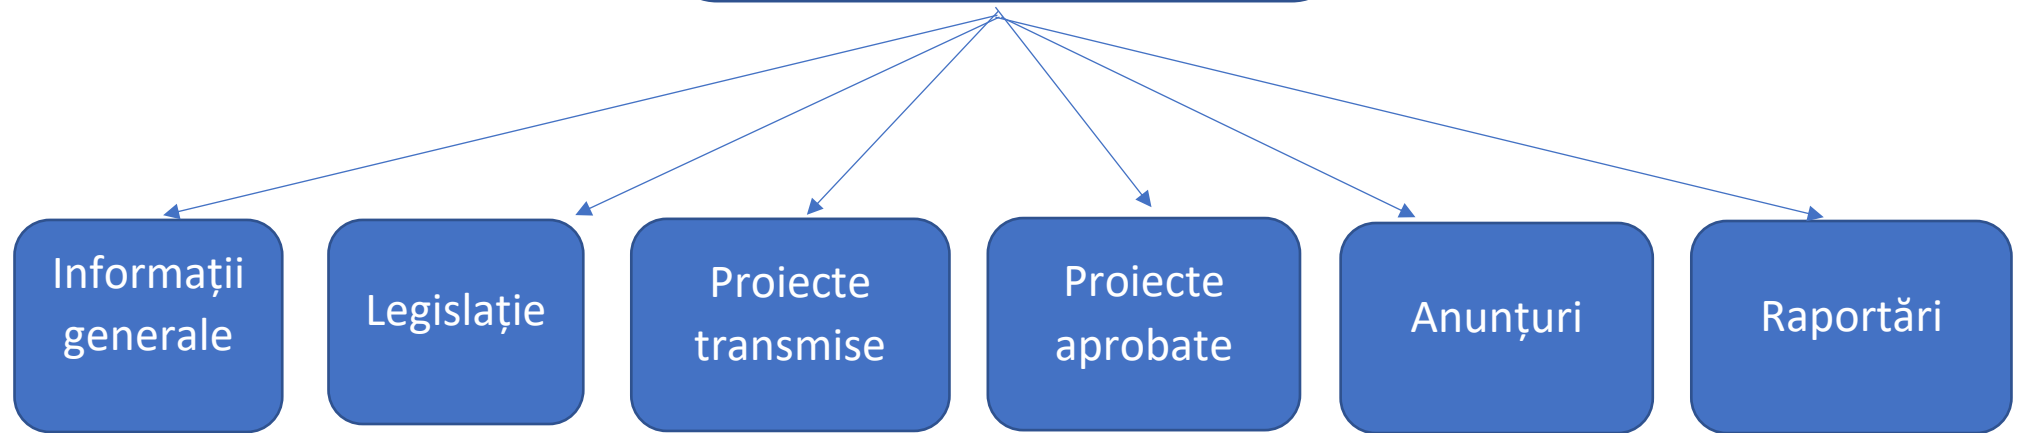 Informații
generale
Legislație
Proiecte
transmise
Proiecte
aprobate
Anunțuri
Raportări